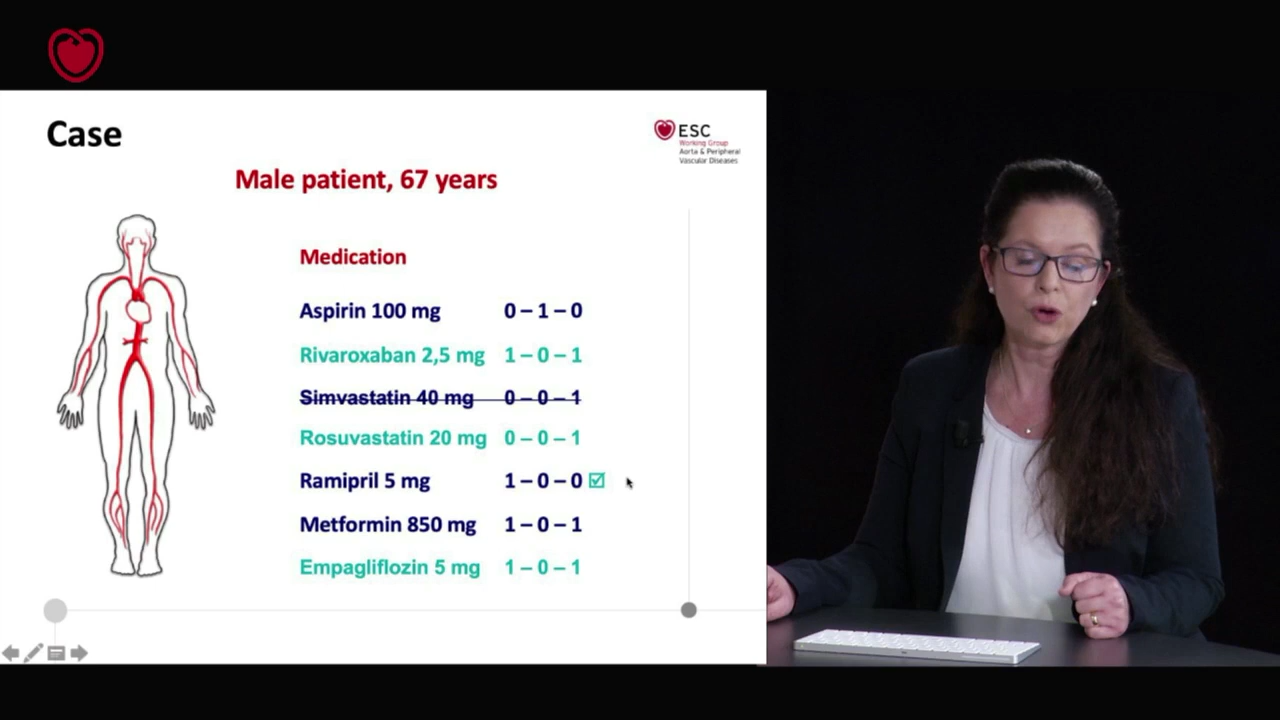 Case
ESC
Working Group
Aorta & Peripheral
Vascular Diseases
Male patient, 67 years
Medication
Aspirin 100 mg 0 – 1 – 0
Rivaroxaban 2,5 mg 1 – 0 – 1
Simvastatin 40 mg 0 – 0 – 1
Rosuvastatin 20 mg 0 – 0 – 1
Ramipril 5 mg 1 – 0 – 0 ☑
Metformin 850 mg 1 – 0 – 1
Empagliflozin 5 mg 1 – 0 – 1